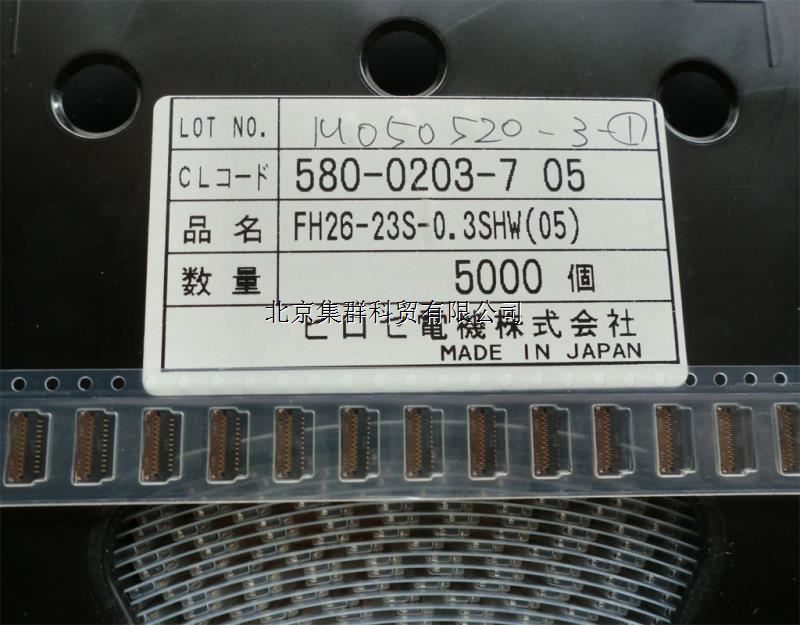 LOT NO. 14050520-3-①
CLコード 580-0203-7 05
品名 FH26-23S-0.3SHW(05)
数量 5000 個
北京集群科贸有限公司
ヒロセ電機株式会社
MADE IN JAPAN